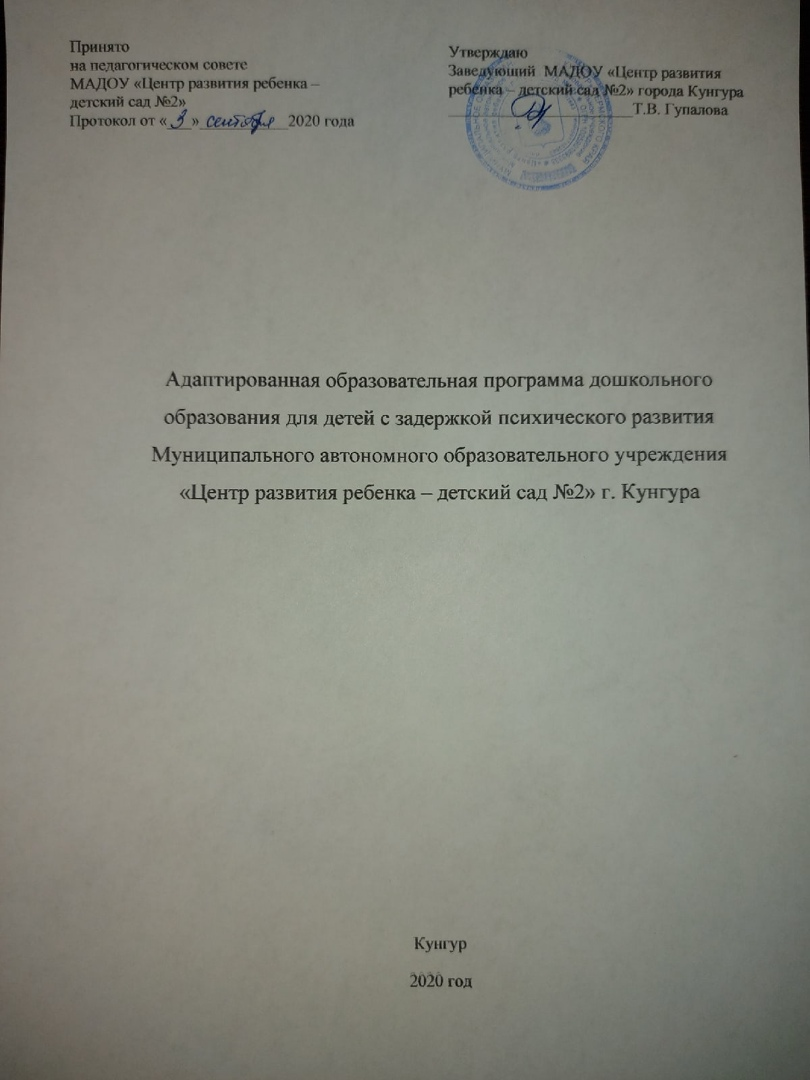 Принято
на педагогическом совете
МАДОУ «Центр развития ребенка –
детский сад №2»
Протокол от « 3 » сентября 2020 года
Утверждаю
Заведующий МАДОУ «Центр развития
ребенка – детский сад №2» города Кунгура
Т.В. Гупалова
Адаптированная образовательная программа дошкольного
образования для детей с задержкой психического развития
Муниципального автономного образовательного учреждения
«Центр развития ребенка – детский сад №2» г. Кунгура
Кунгур
2020 год